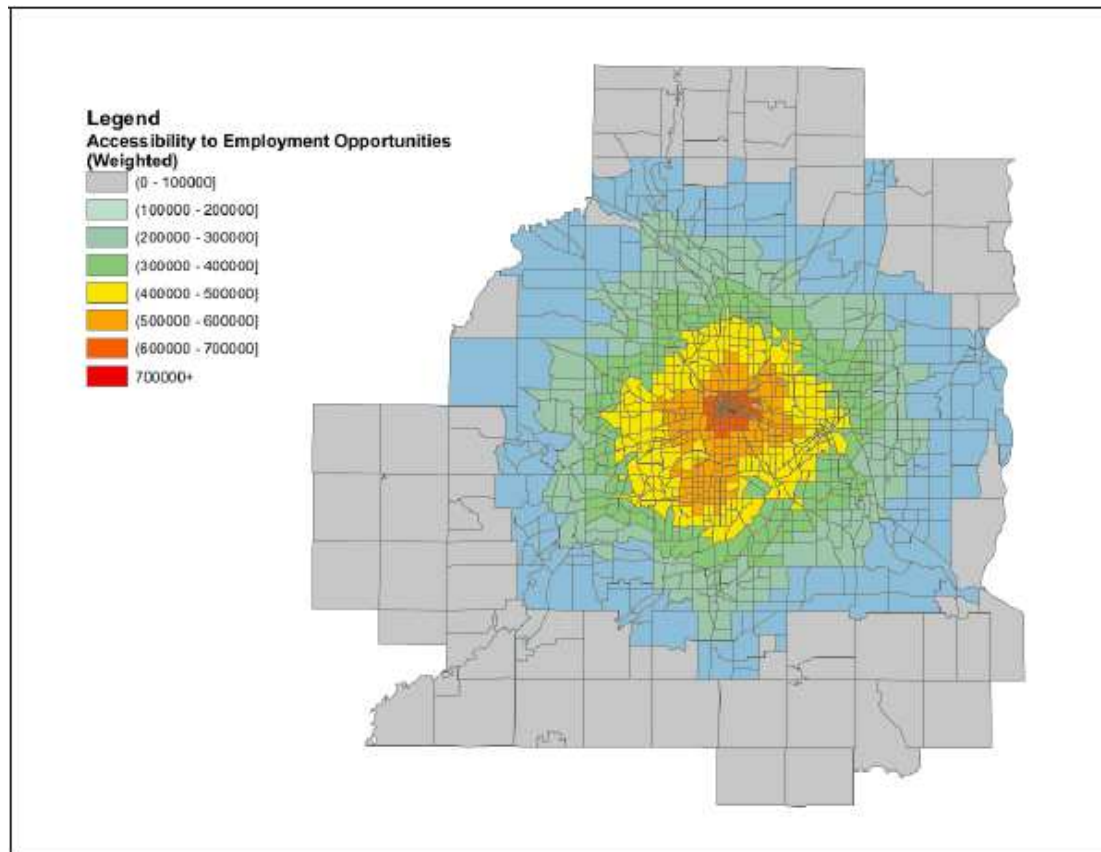 Legend
Accessibility to Employment Opportunities
(Weighted)
(0 - 100000]
(100000 - 200000]
(200000 - 300000]
(300000 - 400000]
(400000 - 500000]
(500000 - 600000]
(600000 - 700000]
700000+